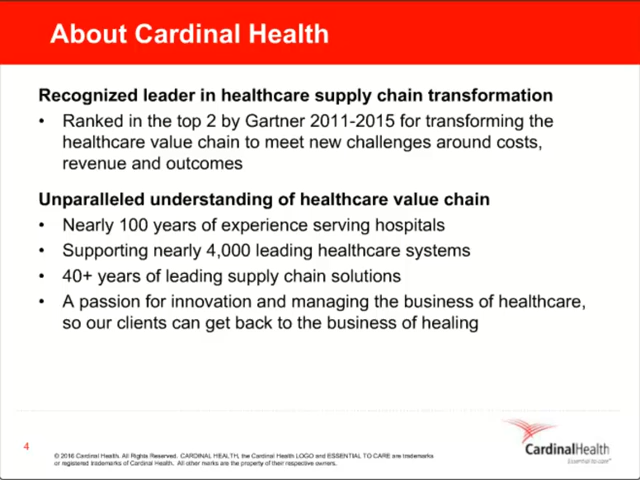 About Cardinal Health
Recognized leader in healthcare supply chain transformation
• Ranked in the top 2 by Gartner 2011-2015 for transforming the
healthcare value chain to meet new challenges around costs,
revenue and outcomes
Unparalleled understanding of healthcare value chain
• Nearly 100 years of experience serving hospitals
• Supporting nearly 4,000 leading healthcare systems
• 40+ years of leading supply chain solutions
• A passion for innovation and managing the business of healthcare,
so our clients can get back to the business of healing
4
© 2016 Cardinal Health. All Rights Reserved. CARDINAL HEALTH, the Cardinal Health LOGO and ESSENTIAL TO CARE are trademarks
or registered trademarks of Cardinal Health. All other marks are the property of their respective owners.
CardinalHealth
Essential to care™